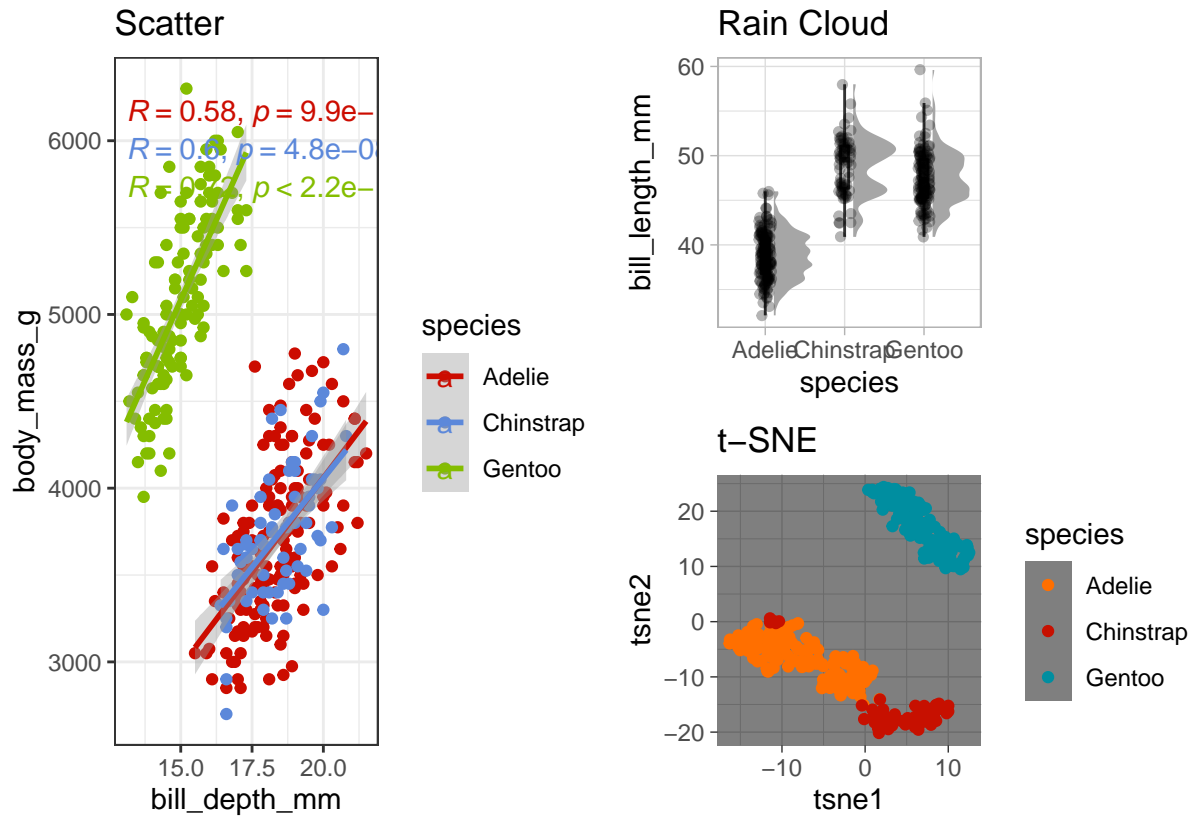 Scatter
R = 0.58, p = 9.9e−
R = 0.6, p = 4.8e−08
R = 0.72, p < 2.2e−
6000
5000
4000
3000
body_mass_g
15.0 17.5 20.0
bill_depth_mm
species
a Adelie
a Chinstrap
a Gentoo
Rain Cloud
60
50
40
bill_length_mm
Adelie Chinstrap Gentoo
species
t−SNE
20
10
0
−10
−20
tsne2
−10 0 10
tsne1
species
Adelie
Chinstrap
Gentoo